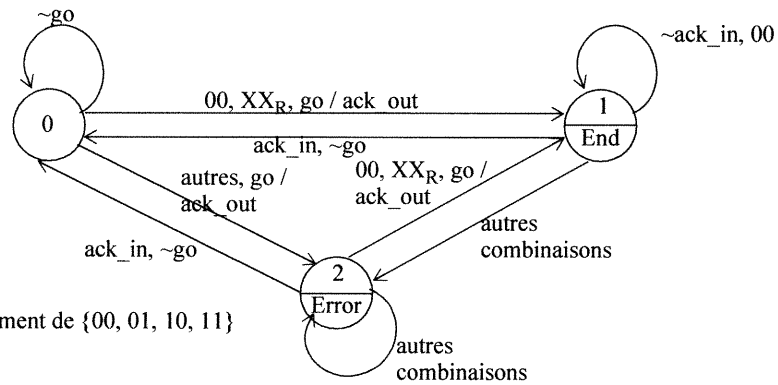 ~go
~ack_in, 00
00, XX_R, go / ack_out
0
1
End
ack_in, ~go
autres, go /
ack_out
00, XX_R, go /
ack_out
autres
combinaisons
ack_in, ~go
2
Error
ment de {00, 01, 10, 11}
autres
combinaisons